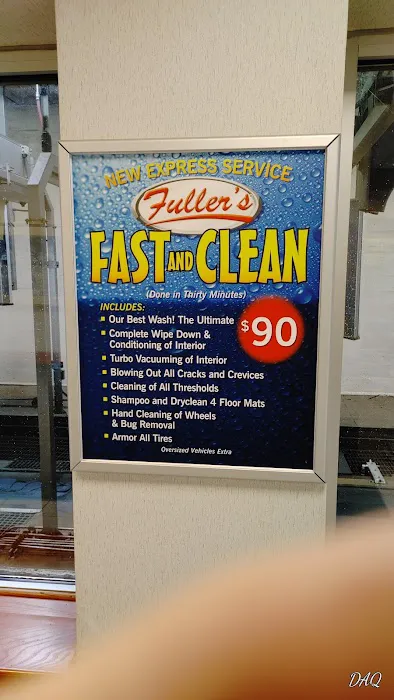 NEW EXPRESS SERVICE
Fuller's
FAST AND CLEAN
(Done in Thirty Minutes)
INCLUDES:
▪ Our Best Wash! The Ultimate
▪ Complete Wipe Down &
Conditioning of Interior
▪ Turbo Vacuuming of Interior
▪ Blowing Out All Cracks and Crevices
▪ Cleaning of All Thresholds
▪ Shampoo and Dryclean 4 Floor Mats
▪ Hand Cleaning of Wheels
& Bug Removal
▪ Armor All Tires
$90
Oversized Vehicles Extra
DAQ